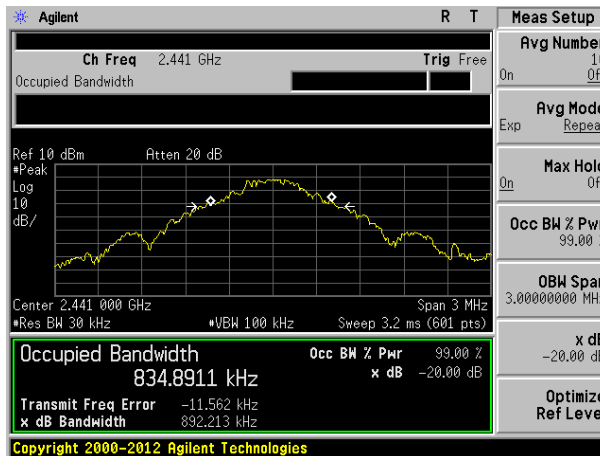 Agilent R T Meas Setup
Ch Freq 2.441 GHz Trig Free
Occupied Bandwidth
Avg Number
On
Avg Mode
Exp Repeat
Max Hold
On
Occ BW % Pwr
99.00
OBW Span
3.00000000 MHz
x dB
-20.00 dB
Optimize
Ref Level
Ref 10 dBm Atten 20 dB
#Peak
Log
10
dB/
Center 2.441 000 GHz Span 3 MHz
#Res BW 30 kHz #VBW 100 kHz Sweep 3.2 ms (601 pts)
Occupied Bandwidth Occ BW % Pwr 99.00 %
834.8911 kHz x dB -20.00 dB
Transmit Freq Error -11.562 kHz
x dB Bandwidth 892.213 kHz
Copyright 2000-2012 Agilent Technologies